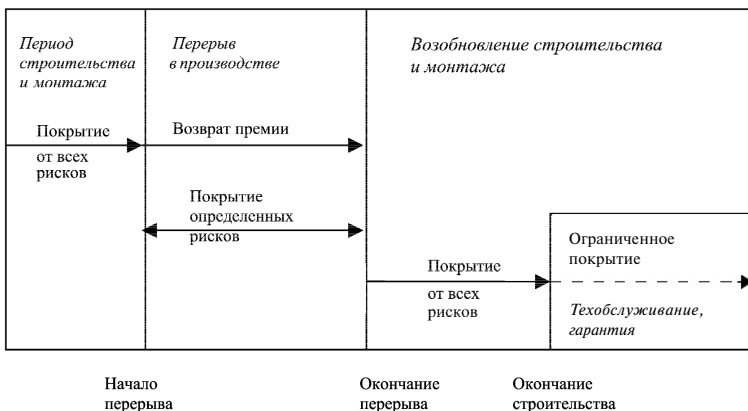 Период
строительства
и монтажа
Перерыв
в производстве
Возобновление строительства
и монтажа
Покрытие
от всех
рисков
Возврат премии
Покрытие
определенных
рисков
Покрытие
от всех
рисков
Ограниченное
покрытие
Техобслуживание,
гарантия
Начало
перерыва
Окончание
перерыва
Окончание
строительства